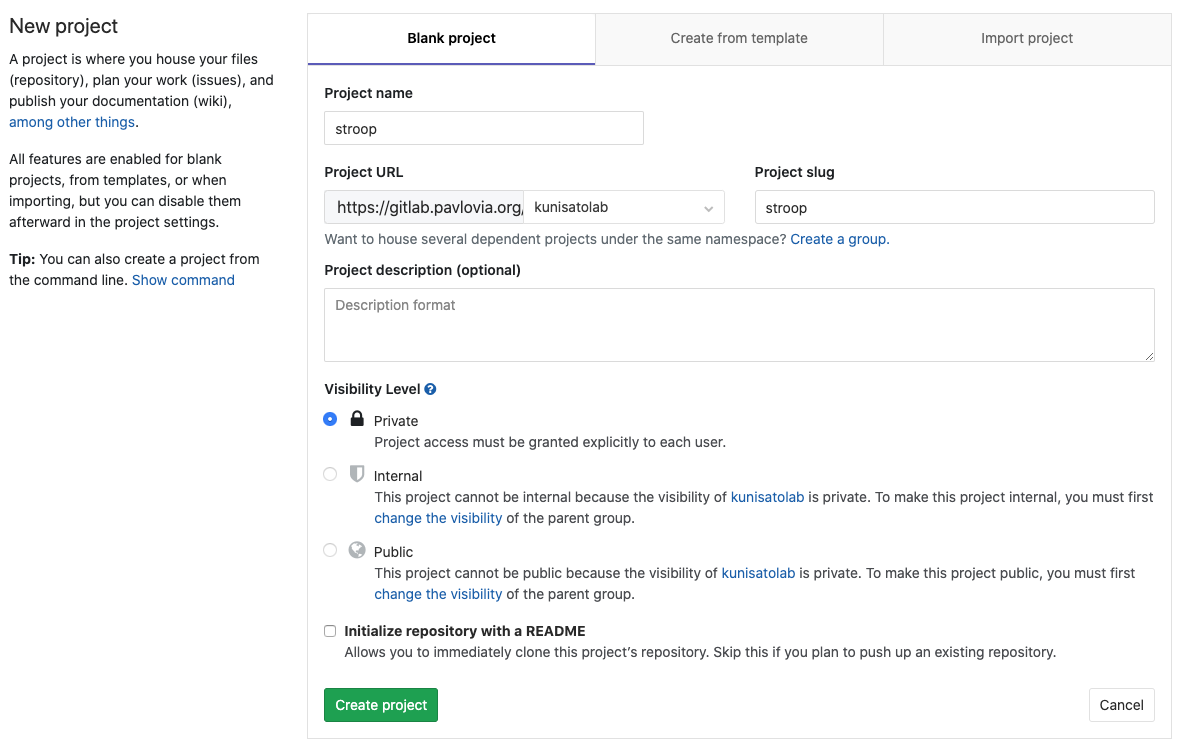 New project
A project is where you house your files
(repository), plan your work (issues), and
publish your documentation (wiki),
among other things.
All features are enabled for blank
projects, from templates, or when
importing, but you can disable them
afterward in the project settings.
Tip: You can also create a project from
the command line. Show command
Blank project
Create from template
Import project
Project name
stroop
Project URL
Project slug
https://gitlab.pavlovia.org/
kunisatolab
stroop
Want to house several dependent projects under the same namespace? Create a group.
Project description (optional)
Description format
Visibility Level ?
Private
Project access must be granted explicitly to each user.
Internal
This project cannot be internal because the visibility of kunisatolab is private. To make this project internal, you must first
change the visibility of the parent group.
Public
This project cannot be public because the visibility of kunisatolab is private. To make this project public, you must first
change the visibility of the parent group.
Initialize repository with a README
Allows you to immediately clone this project's repository. Skip this if you plan to push up an existing repository.
Create project
Cancel